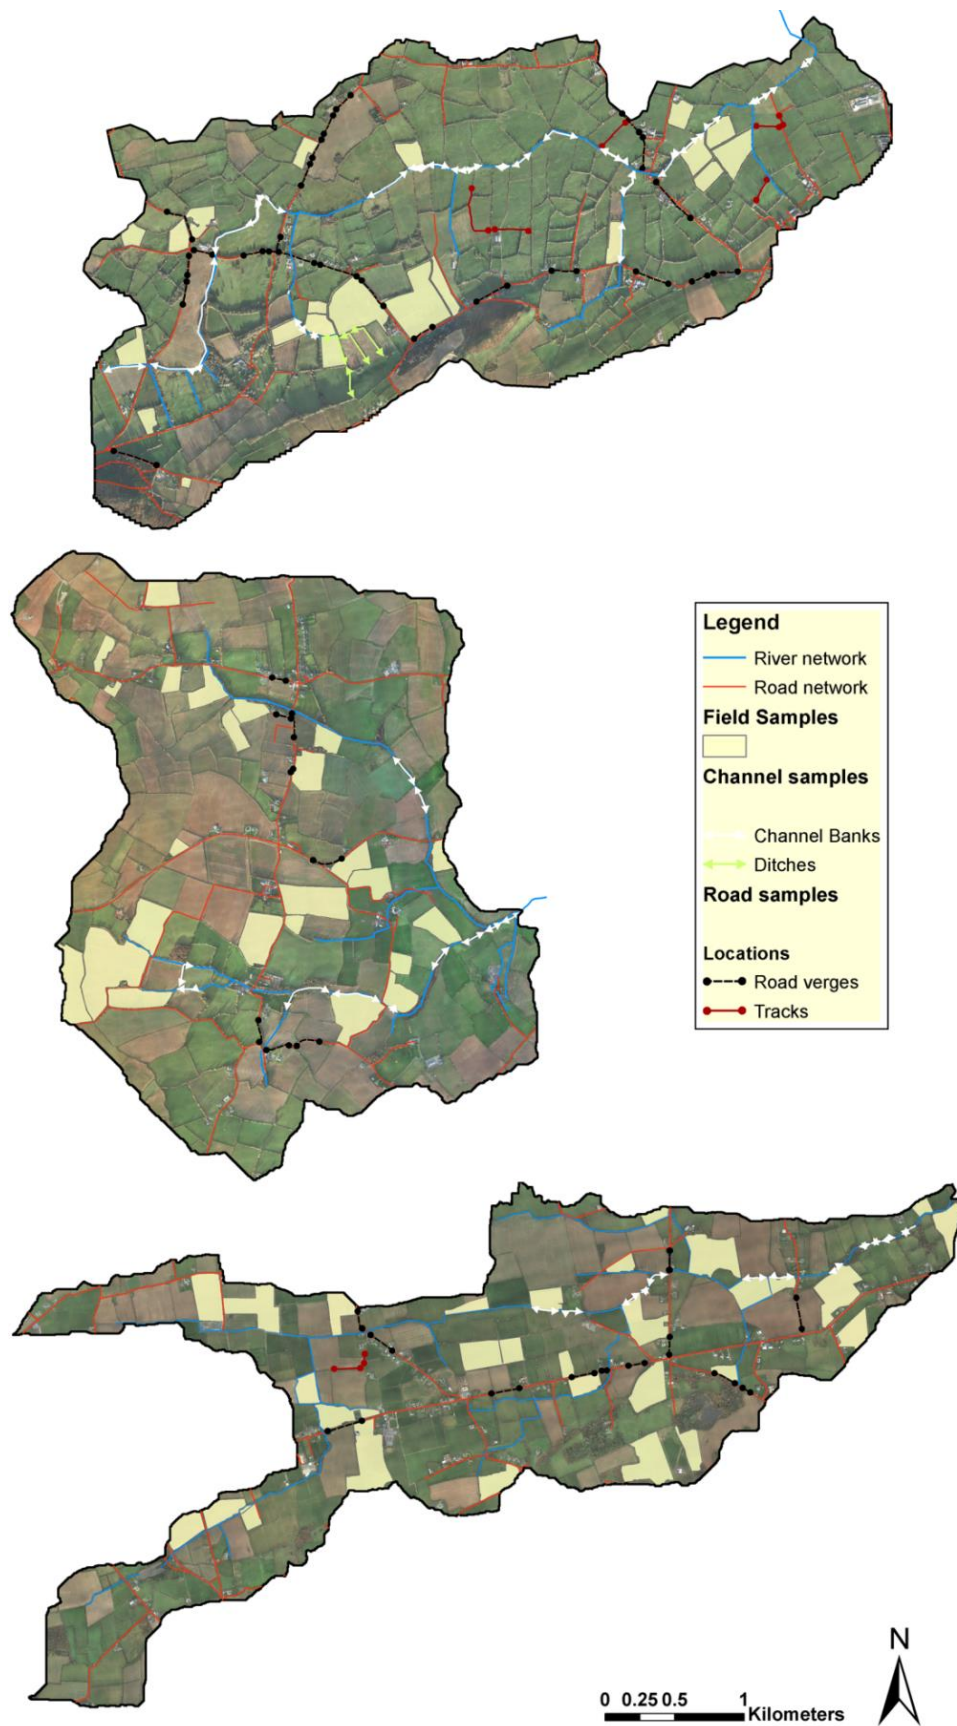 Legend
River network
Road network
Field Samples
Channel samples
Channel Banks
Ditches
Road samples
Locations
Road verges
Tracks
N
0 0.25 0.5 1
Kilometers